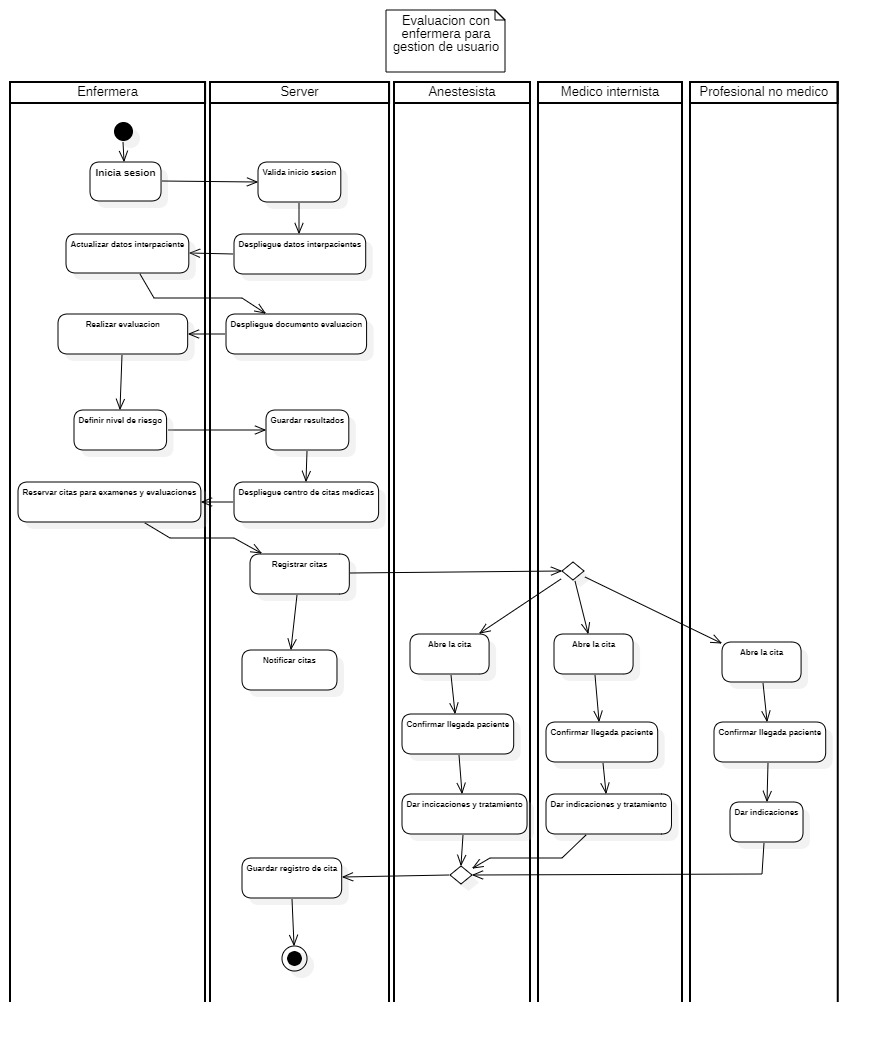 Evaluacion con
enfermera para
gestion de usuario
Enfermera
Server
Anestesista
Medico internista
Profesional no medico
Inicia sesion
Valida inicio sesion
Actualizar datos interpaciente
Despliegue datos interpacientes
Realizar evaluacion
Despliegue documento evaluacion
Definir nivel de riesgo
Guardar resultados
Reservar citas para examenes y evaluaciones
Despliegue centro de citas medicas
Registrar citas
Notificar citas
Abre la cita
Abre la cita
Abre la cita
Confirmar llegada paciente
Confirmar llegada paciente
Confirmar llegada paciente
Dar incicaciones y tratamiento
Dar indicaciones y tratamiento
Dar indicaciones
Guardar registro de cita